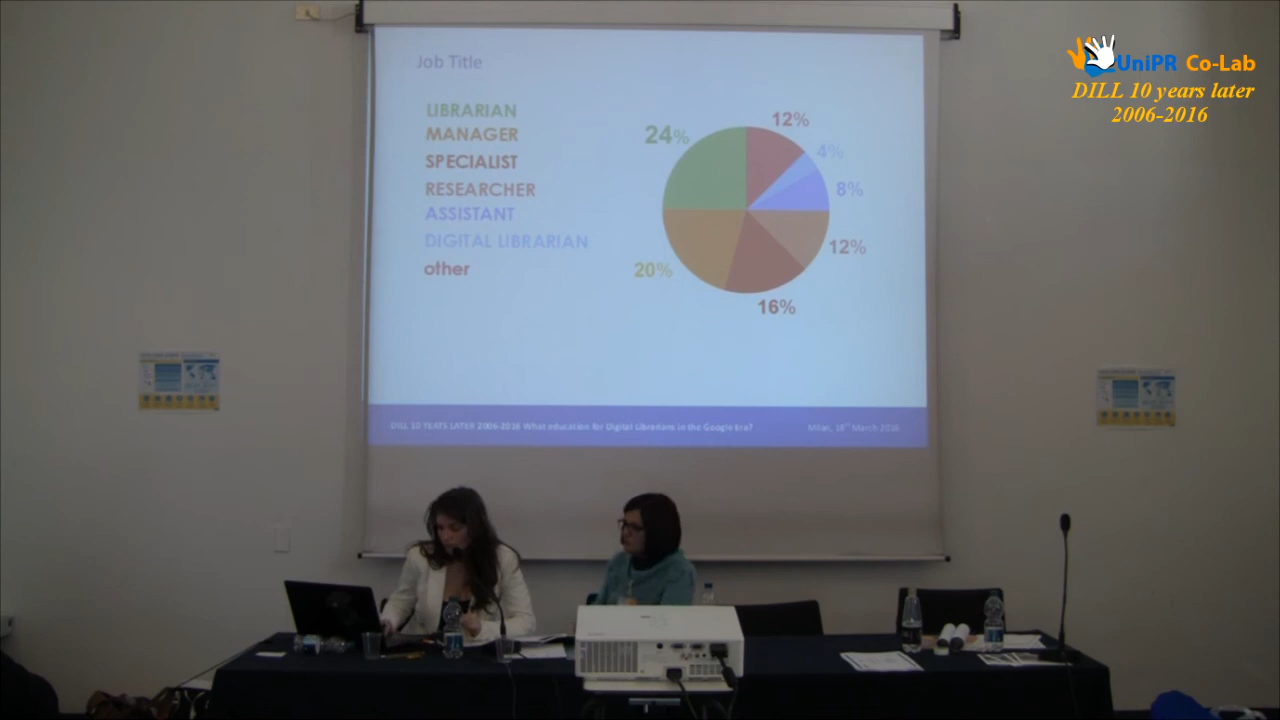 Job Title
LIBRARIAN
MANAGER
SPECIALIST
RESEARCHER
ASSISTANT
DIGITAL LIBRARIAN
other
24%
12%
4%
8%
12%
16%
20%
DILL 10 YEATS LATER 2006-2016 What education for Digital Librarians in the Google Era?
Milan, 18st March 2016
UniPR Co-Lab
DILL 10 years later
2006-2016